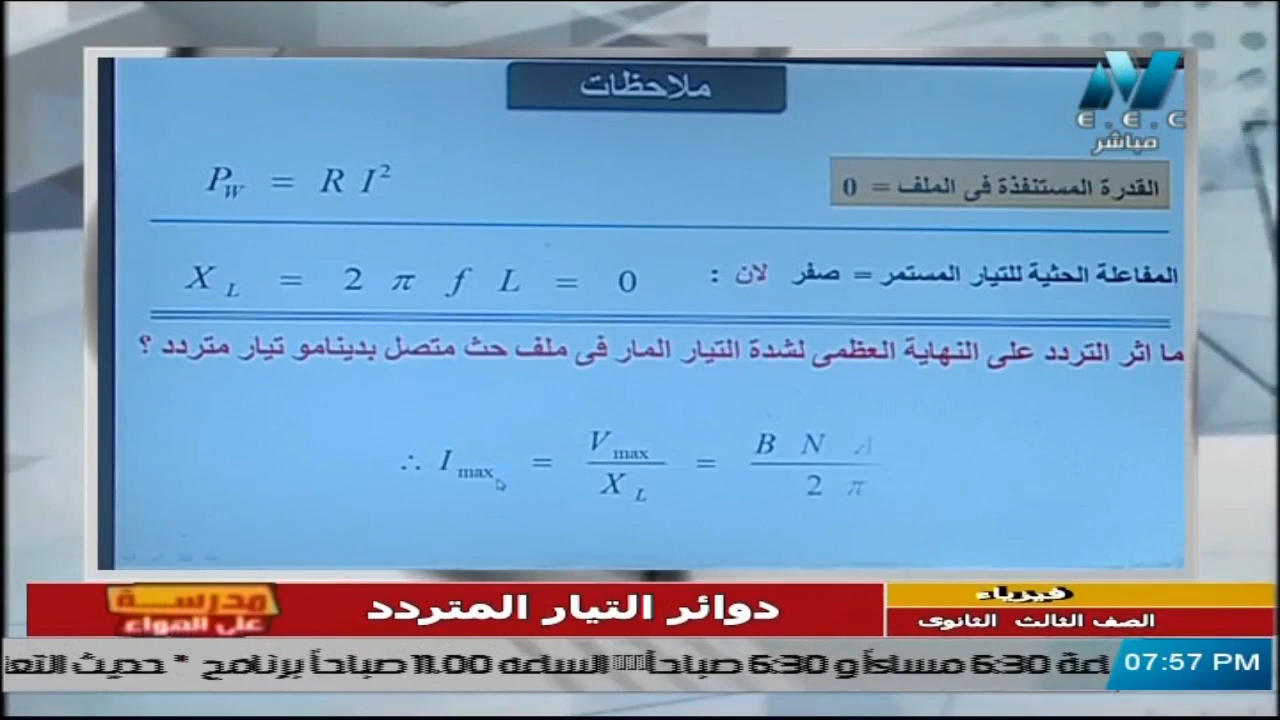 ملاحظات
E.E.C
مباشر
القدرة المستنفذة فى الملف = 0
P_W = R I²
المفاعلة الحثية للتيار المستمر = صفر لان :
X_L = 2 π f L = 0
ما اثر التردد على النهاية العظمى لشدة التيار المار فى ملف حث متصل بدينامو تيار متردد ؟
∴ I_max = V_max / X_L = B N A / 2 π
فيزياء
دوائر التيار المتردد
مدرسة
على الهواء
الصف الثالث الثانوى
6:30 مساءاً و 6:30 صباحاً الساعه 11.00 صباحاً برنامج " حديث
07:57 PM